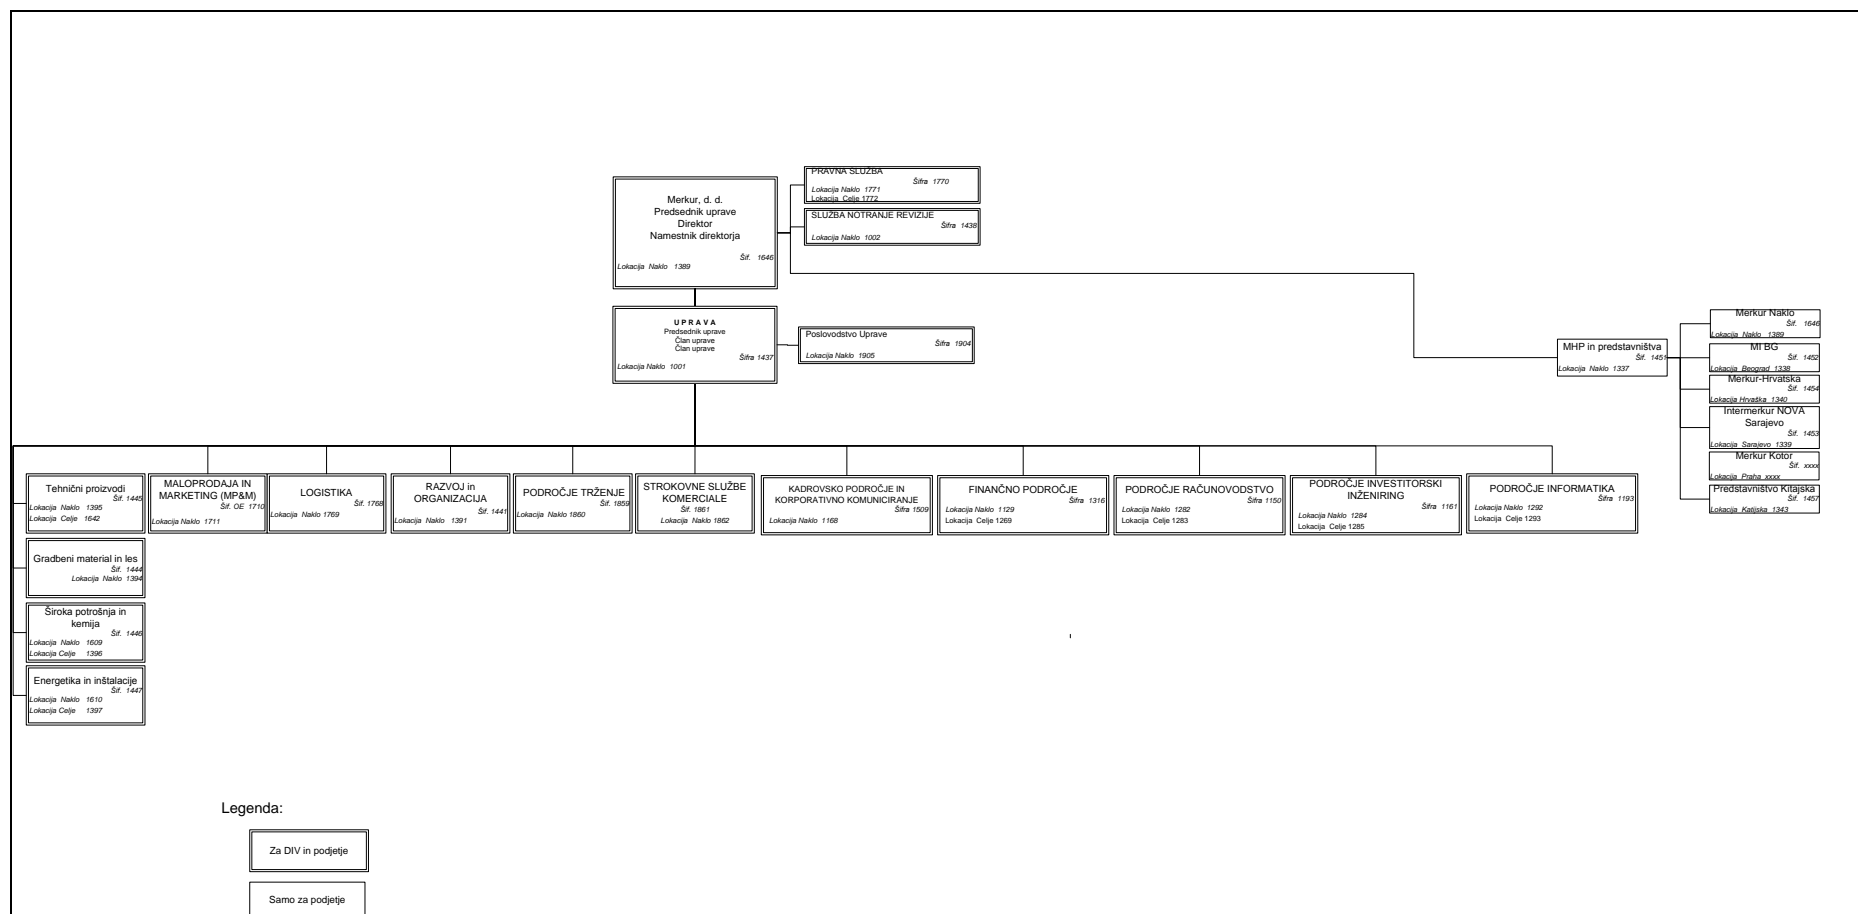 PRAVNA SLUŽBA
Šifra 1770
Lokacija Naklo 1771
Lokacija Celje 1772
Merkur, d. d.
Predsednik uprave
Direktor
Namestnik direktorja
Šif. 1646
Lokacija Naklo 1389
SLUŽBA NOTRANJE REVIZIJE
Šifra 1438
Lokacija Naklo 1002
U P R A V A
Predsednik uprave
Član uprave
Član uprave
Šifra 1437
Lokacija Naklo 1001
Poslovodstvo Uprave
Šifra 1904
Lokacija Naklo 1905
MHP in predstavništva
Šif. 1451
Lokacija Naklo 1337
Merkur Naklo
Šif. 1646
Lokacija Naklo 1389
MI BG
Šif. 1452
Lokacija Beograd 1338
Merkur-Hrvatska
Šif. 1454
Lokacija Hrvaška 1340
Intermerkur NOVA
Sarajevo
Šif. 1453
Lokacija Sarajevo 1339
Merkur Kotor
Šif. xxxx
Lokacija Praha xxxx
Predstavništvo Kitajska
Šif. 1457
Lokacija Katijska 1343
Tehnični proizvodi
Šif. 1445
Lokacija Naklo 1395
Lokacija Celje 1642
MALOPRODAJA IN
MARKETING (MP&M)
Šif. OE 1710
Lokacija Naklo 1711
LOGISTIKA
Šif. 1768
Lokacija Naklo 1769
RAZVOJ in
ORGANIZACIJA
Šif. 1441
Lokacija Naklo 1391
PODROČJE TRŽENJE
Šif. 1859
Lokacija Naklo 1860
STROKOVNE SLUŽBE
KOMERCIALE
Šif. 1861
Lokacija Naklo 1862
KADROVSKO PODROČJE IN
KORPORATIVNO KOMUNICIRANJE
Šifra 1509
Lokacija Naklo 1168
FINANČNO PODROČJE
Šifra 1316
Lokacija Naklo 1129
Lokacija Celje 1269
PODROČJE RAČUNOVODSTVO
Šifra 1150
Lokacija Naklo 1282
Lokacija Celje 1283
PODROČJE INVESTITORSKI
INŽENIRING
Šifra 1161
Lokacija Naklo 1284
Lokacija Celje 1285
PODROČJE INFORMATIKA
Šifra 1193
Lokacija Naklo 1292
Lokacija Celje 1293
Gradbeni material in les
Šif. 1444
Lokacija Naklo 1394
Široka potrošnja in
kemija
Šif. 1446
Lokacija Naklo 1609
Lokacija Celje 1396
Energetika in inštalacije
Šif. 1447
Lokacija Naklo 1610
Lokacija Celje 1397
Legenda:
Za DIV in podjetje
Samo za podjetje